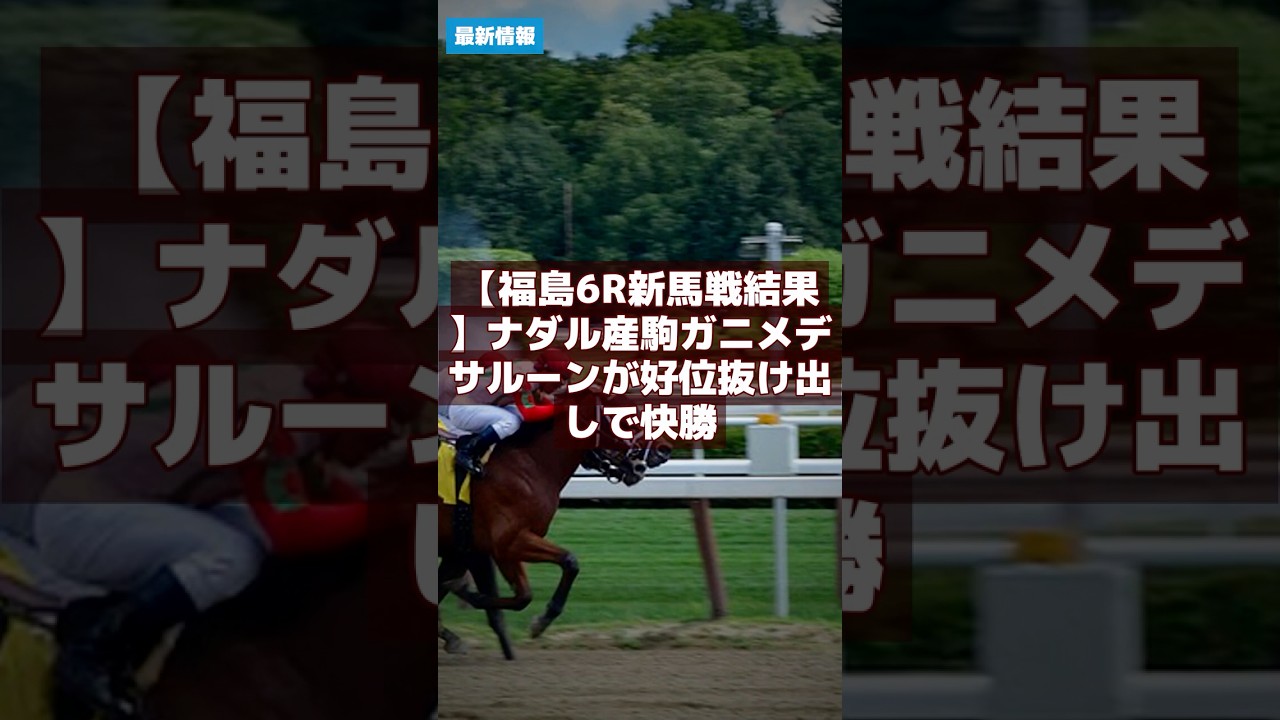 最新情報
【福島6R新馬戦結果
】ナダル産駒ガニメデ
サルーンが好位抜け出
しで快勝